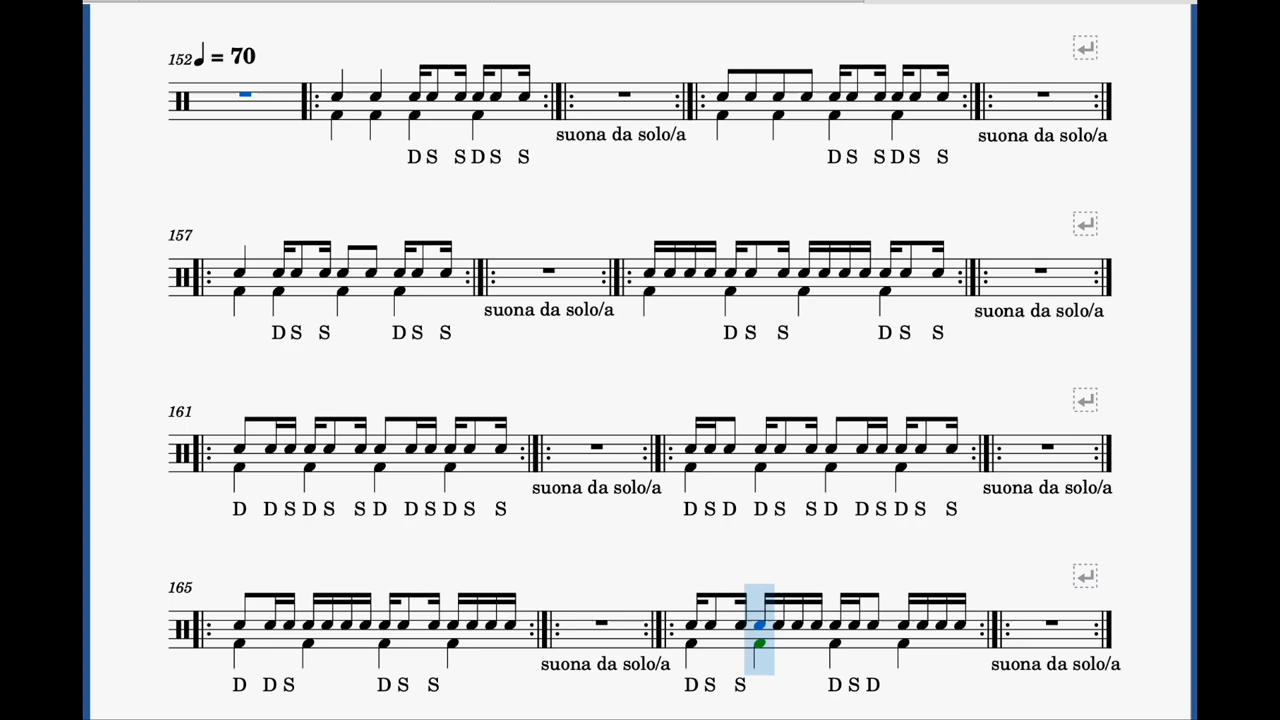 152 = 70
suona da solo/a suona da solo/a
D S S D S S D S S D S S
157
suona da solo/a suona da solo/a
D S S D S S D S S D S S
161
suona da solo/a suona da solo/a
D D S D S S D D S D S S D S D D S S D D S D S S
165
suona da solo/a suona da solo/a
D D S D S S D S S D S D